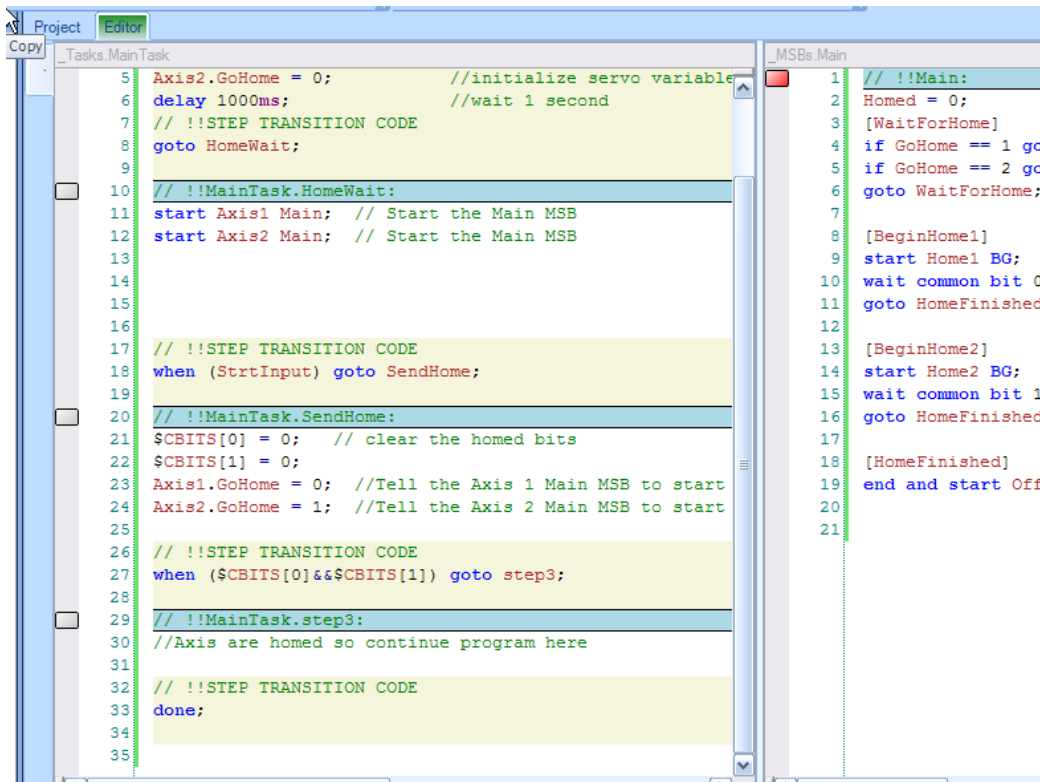 Project Editor
Copy
_Tasks.MainTask
5 Axis2.GoHome = 0; //initialize servo variable
6 delay 1000ms; //wait 1 second
7 // !!STEP TRANSITION CODE
8 goto HomeWait;
9
10 // !!MainTask.HomeWait:
11 start Axis1 Main; // Start the Main MSB
12 start Axis2 Main; // Start the Main MSB
13
14
15
16
17 // !!STEP TRANSITION CODE
18 when (StrtInput) goto SendHome;
19
20 // !!MainTask.SendHome:
21 $CBITS[0] = 0; // clear the homed bits
22 $CBITS[1] = 0;
23 Axis1.GoHome = 0; //Tell the Axis 1 Main MSB to start
24 Axis2.GoHome = 1; //Tell the Axis 2 Main MSB to start
25
26 // !!STEP TRANSITION CODE
27 when ($CBITS[0]&&$CBITS[1]) goto step3;
28
29 // !!MainTask.step3:
30 //Axis are homed so continue program here
31
32 // !!STEP TRANSITION CODE
33 done;
34
35
_MSBs.Main
1 // !!Main:
2 Homed = 0;
3 [WaitForHome]
4 if GoHome == 1 go
5 if GoHome == 2 go
6 goto WaitForHome;
7
8 [BeginHome1]
9 start Home1 BG;
10 wait common bit 0
11 goto HomeFinished
12
13 [BeginHome2]
14 start Home2 BG;
15 wait common bit 1
16 goto HomeFinished
17
18 [HomeFinished]
19 end and start Off
20
21